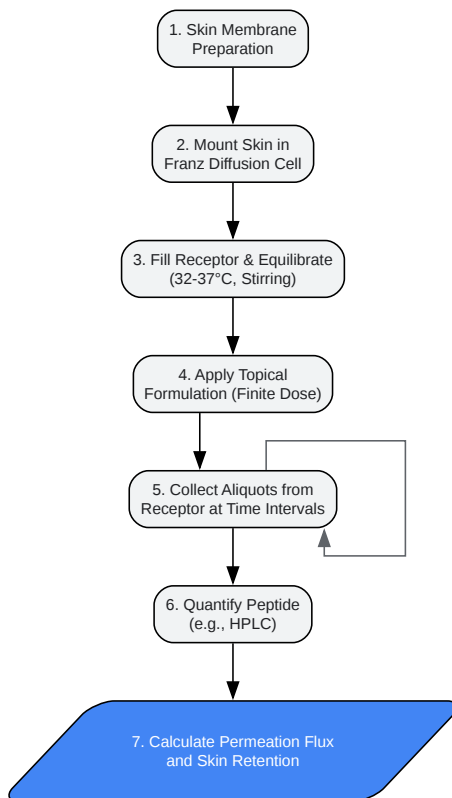 1. Skin Membrane
Preparation
2. Mount Skin in
Franz Diffusion Cell
3. Fill Receptor & Equilibrate
(32-37°C, Stirring)
4. Apply Topical
Formulation (Finite Dose)
5. Collect Aliquots from
Receptor at Time Intervals
6. Quantify Peptide
(e.g., HPLC)
7. Calculate Permeation Flux
and Skin Retention